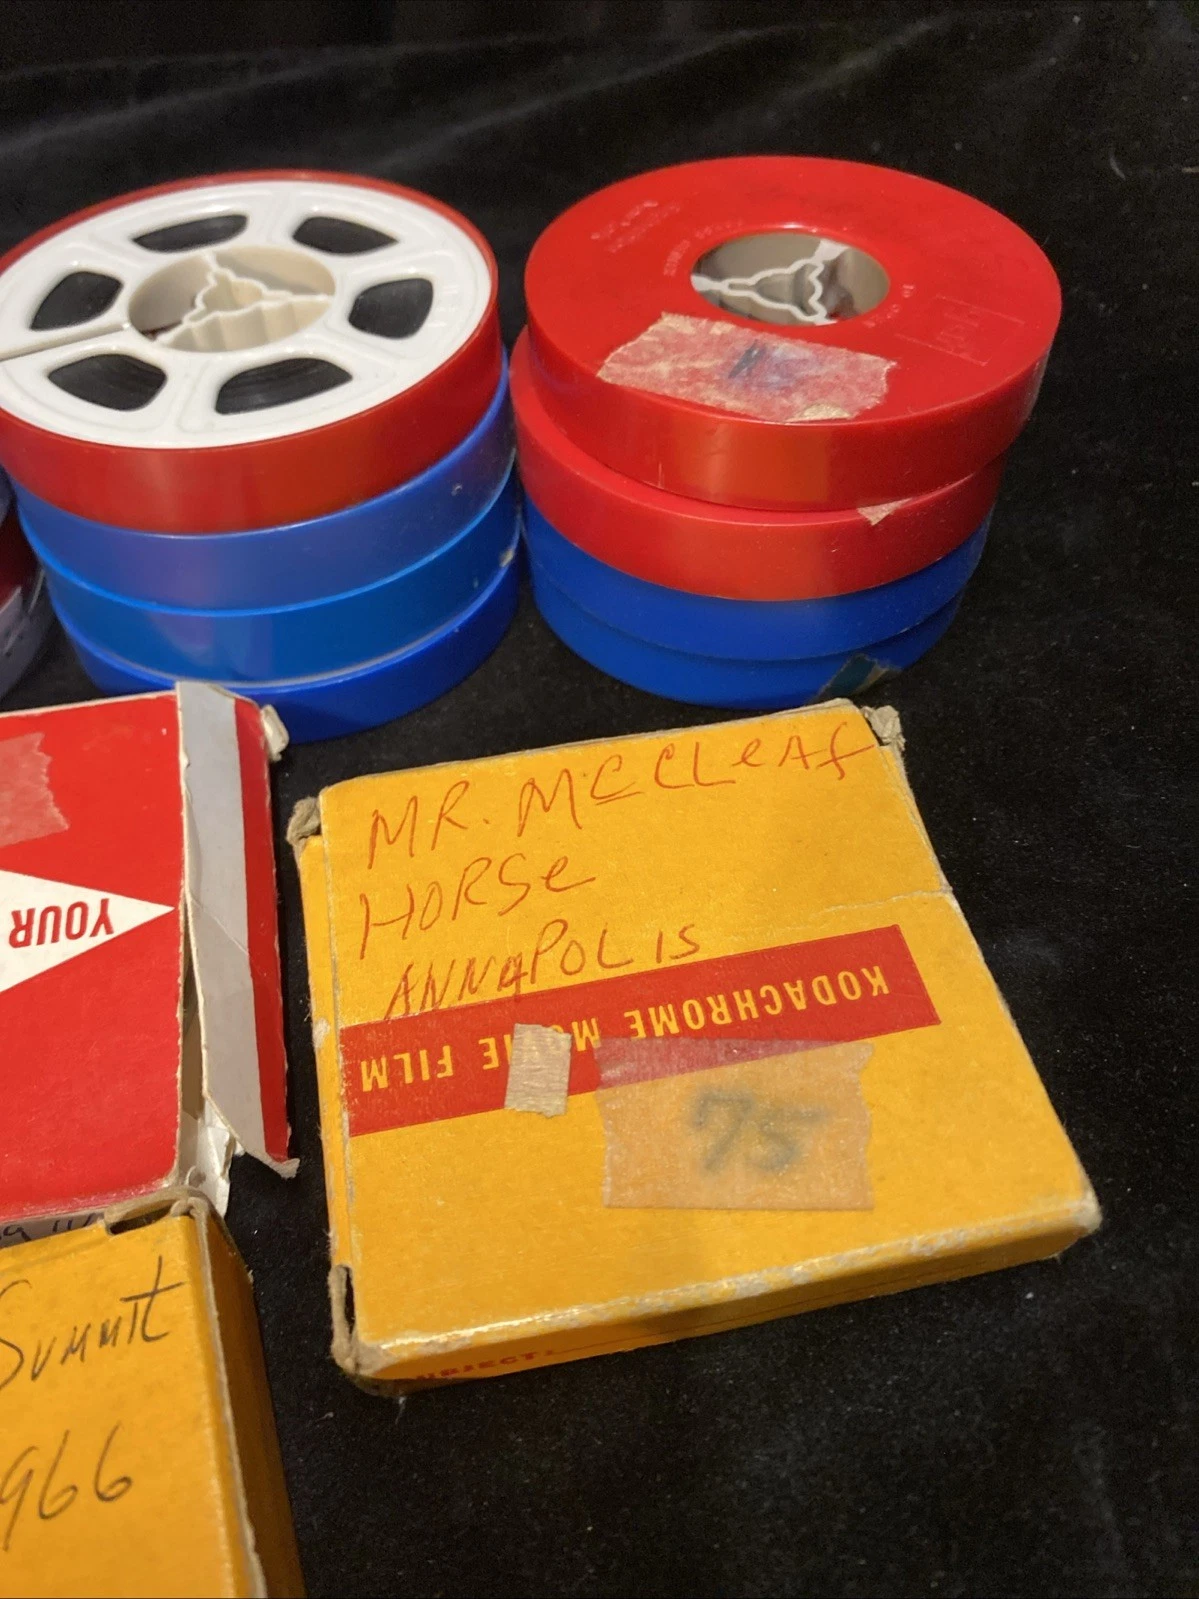 MR. McCLeAf
HORSe
ANNAPOLIS
KODACHROME MOVIE FILM
75
YOUR
Summit
966